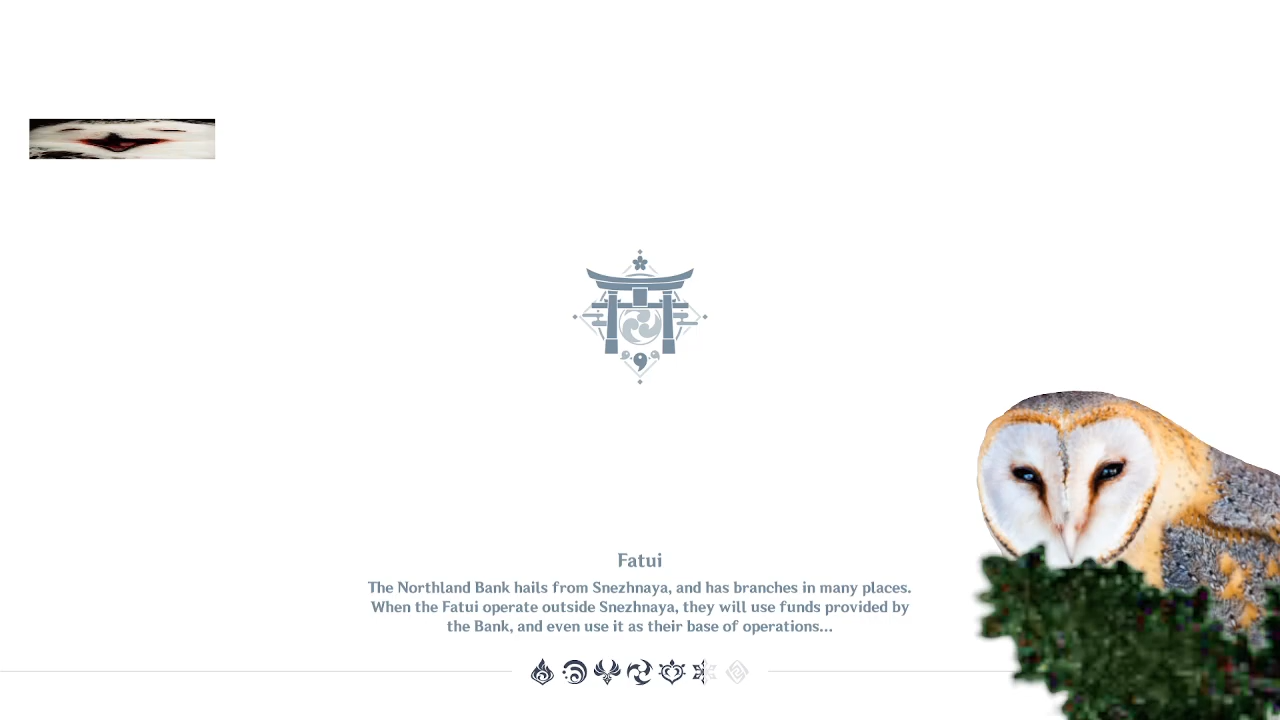 Fatui
The Northland Bank hails from Snezhnaya, and has branches in many places.
When the Fatui operate outside Snezhnaya, they will use funds provided by
the Bank, and even use it as their base of operations...